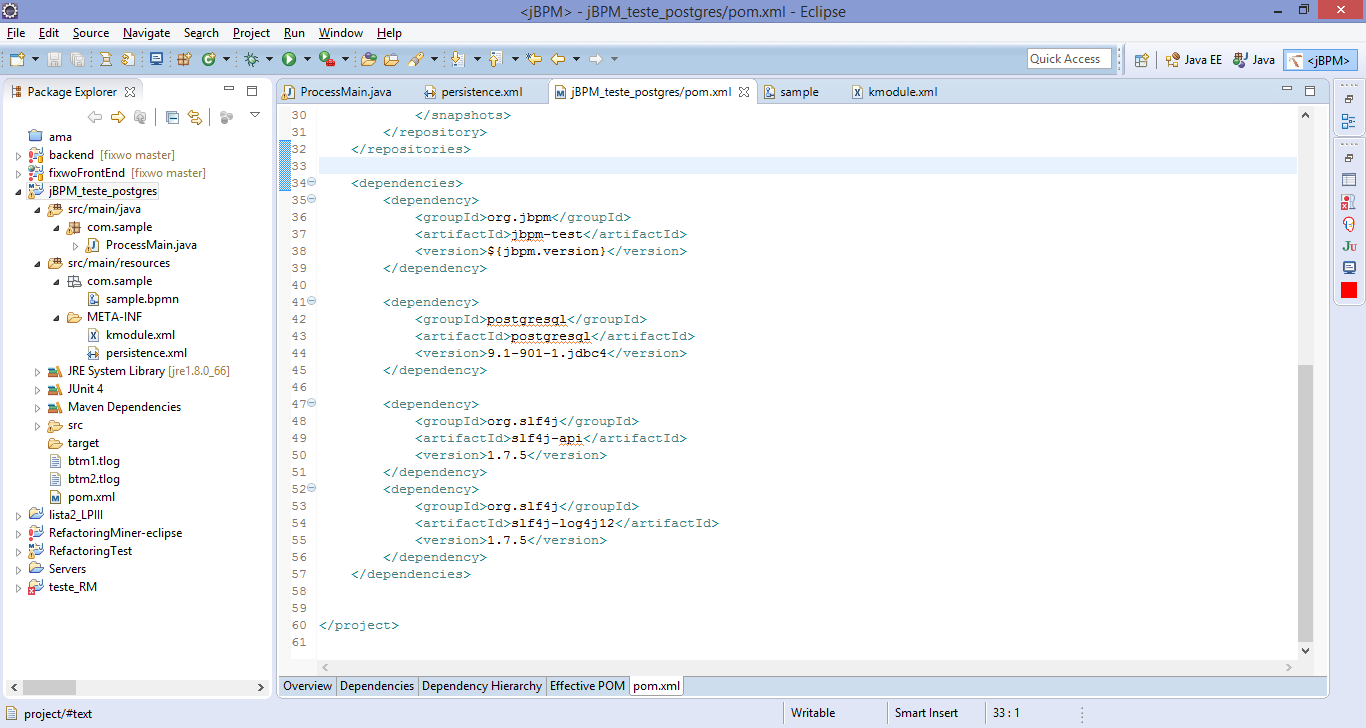 <jBPM> - jBPM_teste_postgres/pom.xml - Eclipse
File Edit Source Navigate Search Project Run Window Help
Quick Access
Java EE
Java
<jBPM>
Package Explorer
ama
backend [fixwo master]
fixwoFrontEnd [fixwo master]
jBPM_teste_postgres
src/main/java
com.sample
ProcessMain.java
src/main/resources
com.sample
sample.bpmn
META-INF
kmodule.xml
persistence.xml
JRE System Library [jre1.8.0_66]
JUnit 4
Maven Dependencies
src
target
btm1.tlog
btm2.tlog
pom.xml
lista2_LPIII
RefactoringMiner-eclipse
RefactoringTest
Servers
teste_RM
ProcessMain.java persistence.xml jBPM_teste_postgres/pom.xml sample kmodule.xml
30 </snapshots>
31 </repository>
32 </repositories>
33
34 <dependencies>
35 <dependency>
36 <groupId>org.jbpm</groupId>
37 <artifactId>jbpm-test</artifactId>
38 <version>${jbpm.version}</version>
39 </dependency>
40
41 <dependency>
42 <groupId>postgresql</groupId>
43 <artifactId>postgresql</artifactId>
44 <version>9.1-901-1.jdbc4</version>
45 </dependency>
46
47 <dependency>
48 <groupId>org.slf4j</groupId>
49 <artifactId>slf4j-api</artifactId>
50 <version>1.7.5</version>
51 </dependency>
52 <dependency>
53 <groupId>org.slf4j</groupId>
54 <artifactId>slf4j-log4j12</artifactId>
55 <version>1.7.5</version>
56 </dependency>
57 </dependencies>
58
59
60 </project>
61
Overview Dependencies Dependency Hierarchy Effective POM pom.xml
Ju
project/#text Writable Smart Insert 33 : 1